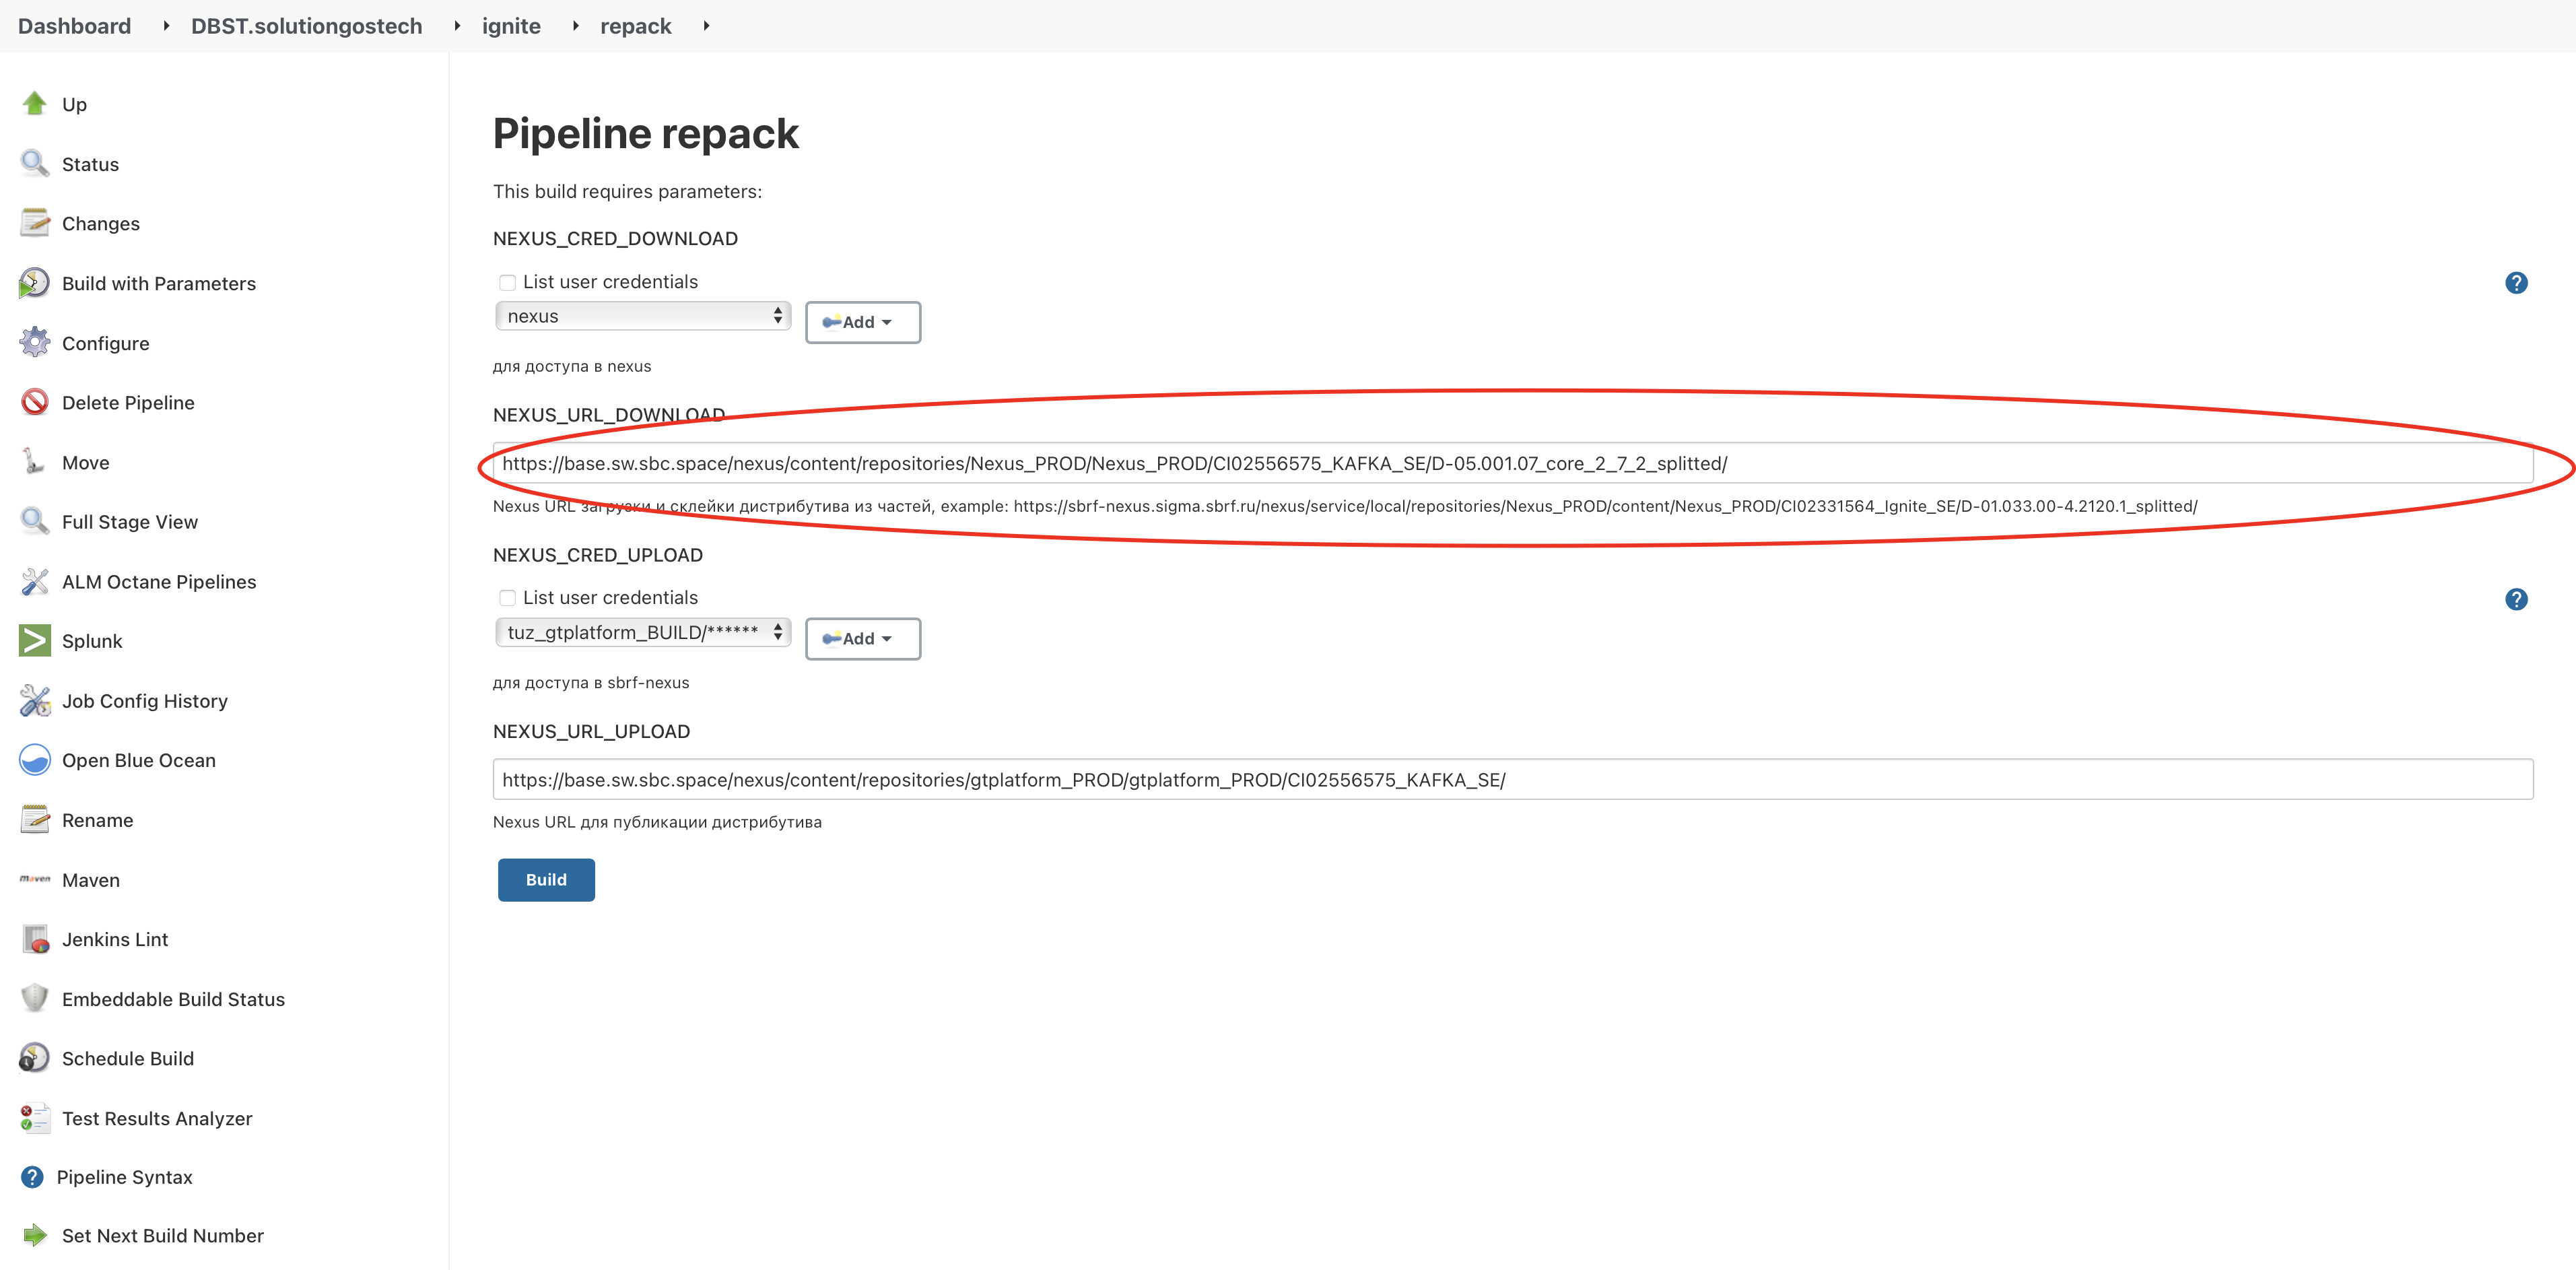 Dashboard DBST.solutiongostech ignite repack
Up
Status
Changes
Build with Parameters
Configure
Delete Pipeline
Move
Full Stage View
ALM Octane Pipelines
Splunk
Job Config History
Open Blue Ocean
Rename
Maven
Maven
Jenkins Lint
Embeddable Build Status
Schedule Build
Test Results Analyzer
? Pipeline Syntax
Set Next Build Number
Pipeline repack
This build requires parameters:
NEXUS_CRED_DOWNLOAD
List user credentials
?
nexus
Add
для доступа в nexus
NEXUS_URL_DOWNLOAD
https://base.sw.sbc.space/nexus/content/repositories/Nexus_PROD/Nexus_PROD/CI02556575_KAFKA_SE/D-05.001.07_core_2_7_2_splitted/
Nexus URL загрузки и склейки дистрибутива из частей, example: https://sbrf-nexus.sigma.sbrf.ru/nexus/service/local/repositories/Nexus_PROD/content/Nexus_PROD/CI02331564_Ignite_SE/D-01.033.00-4.2120.1_splitted/
NEXUS_CRED_UPLOAD
List user credentials
?
tuz_gtplatform_BUILD/******
Add
для доступа в sbrf-nexus
NEXUS_URL_UPLOAD
https://base.sw.sbc.space/nexus/content/repositories/gtplatform_PROD/gtplatform_PROD/CI02556575_KAFKA_SE/
Nexus URL для публикации дистрибутива
Build